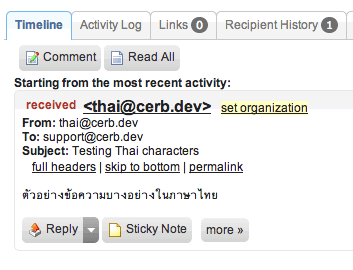 Timeline Activity Log Links 0 Recipient History 1
Comment Read All
Starting from the most recent activity:
received <thai@cerb.dev> set organization
From: thai@cerb.dev
To: support@cerb.dev
Subject: Testing Thai characters
full headers | skip to bottom | permalink
ตัวอย่างข้อความบางอย่างในภาษาไทย
Reply Sticky Note more »